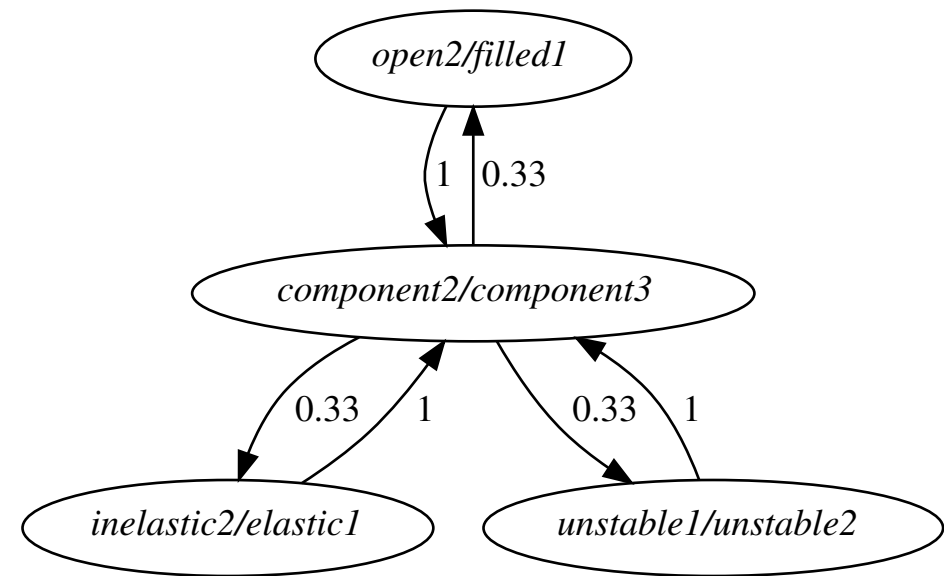 open2/filled1
1 0.33
component2/component3
0.33 1 0.33 1
inelastic2/elastic1 unstable1/unstable2